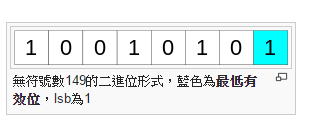 1 0 0 1 0 1 0 1
無符號數149的二進位形式，藍色為最低有
效位，lsb為1